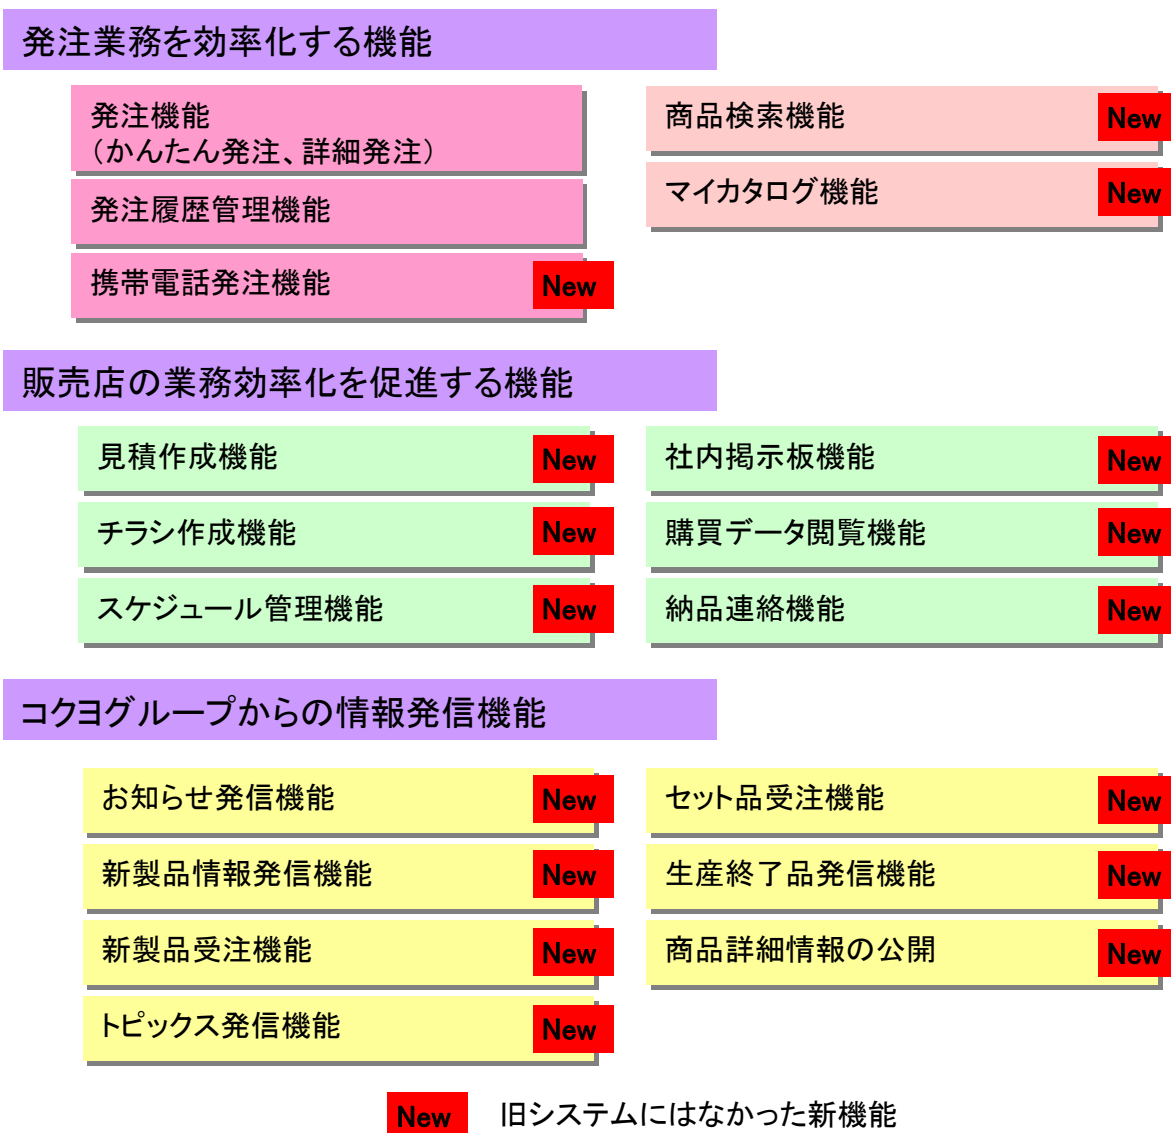 発注業務を効率化する機能
発注機能
（かんたん発注、詳細発注）
発注履歴管理機能
携帯電話発注機能
New
商品検索機能
New
マイカタログ機能
New
販売店の業務効率化を促進する機能
見積作成機能
New
チラシ作成機能
New
スケジュール管理機能
New
社内掲示板機能
New
購買データ閲覧機能
New
納品連絡機能
New
コクヨグループからの情報発信機能
お知らせ発信機能
New
新製品情報発信機能
New
新製品受注機能
New
トピックス発信機能
New
セット品受注機能
New
生産終了品発信機能
New
商品詳細情報の公開
New
New 旧システムにはなかった新機能